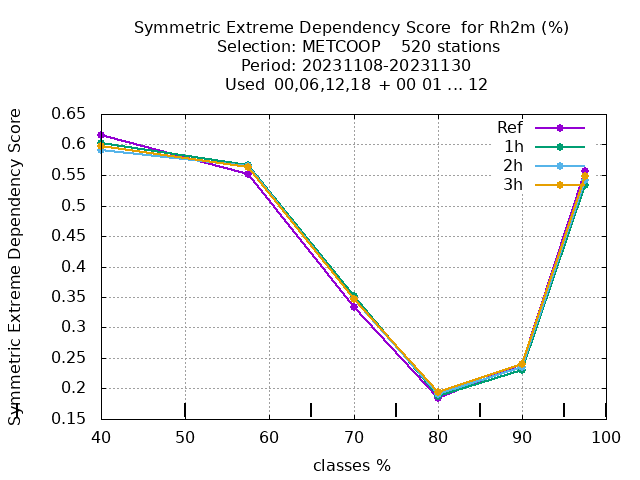 Symmetric Extreme Dependency Score for Rh2m (%)
Selection: METCOOP 520 stations
Period: 20231108-20231130
Used 00,06,12,18 + 00 01 ... 12
Symmetric Extreme Dependency Score
0.65
0.6
0.55
0.5
0.45
0.4
0.35
0.3
0.25
0.2
0.15
Ref
1h
2h
3h
40 50 60 70 80 90 100
classes %